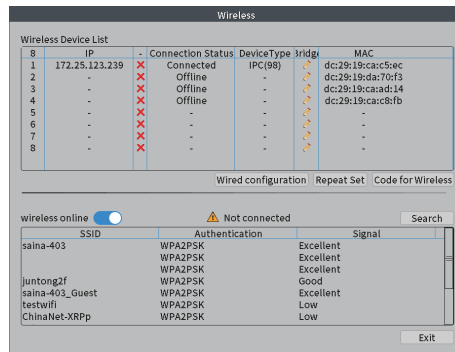 Wireless
Wireless Device List
8 IP - Connection Status DeviceType Bridge MAC
1 172.25.123.239 Connected IPC(98) dc:29:19:ca:c5:ec
2 - Offline - dc:29:19:da:70:f3
3 - Offline - dc:29:19:ca:ad:14
4 - Offline - dc:29:19:ca:c8:fb
5 - - - -
6 - - - -
7 - - - -
8 - - - -
Wired configuration Repeat Set Code for Wireless
wireless online Not connected Search
SSID Authentication Signal
saina-403 WPA2PSK Excellent
WPA2PSK Excellent
WPA2PSK Excellent
juntong2f WPA2PSK Good
saina-403_Guest WPA2PSK Excellent
testwifi WPA2PSK Low
ChinaNet-XRPp WPA2PSK Low
Exit